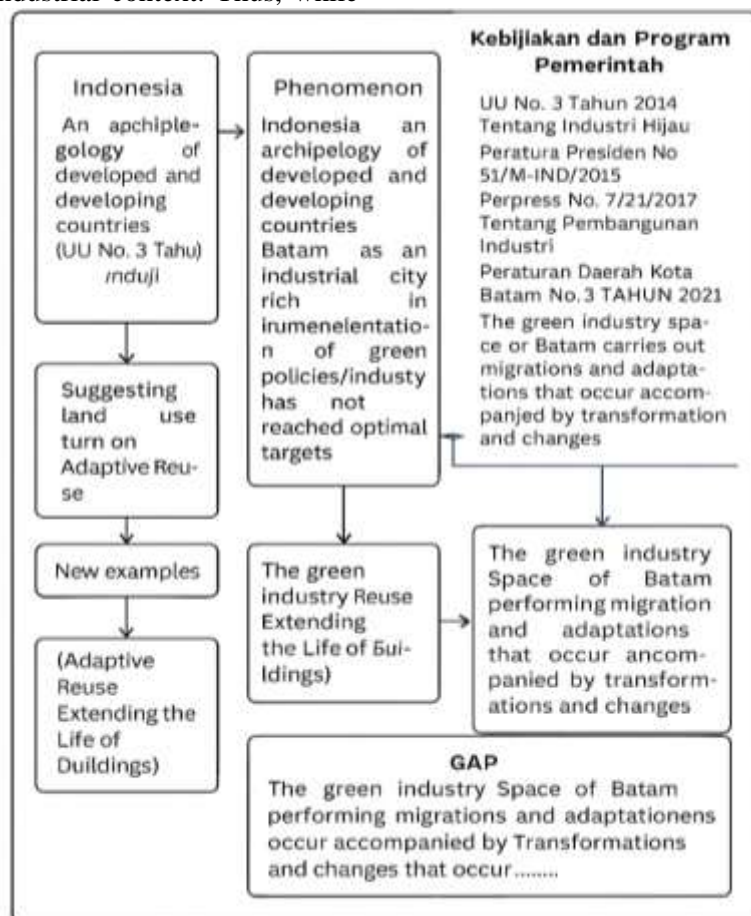 ndustrial context. Thus, while
Indonesia
An apchiple-
gology of
developed and
developing
countries
(UU No. 3 Tahu)
ınduji
Suggesting
land use
turn on
Adaptive Reu-
se
New examples
(Adaptive
Reuse
Extending the
Life of
Duildings)
Phenomenon
Indonesia an
archipelogy of
developed and
developing
countries
Batam as an
industrial city
rich in
irumenelentatio-
n of green
policies/industy
has not
reached optimal
targets
The green
industry Reuse
Extending
the Life of Бui-
ldings)
Kebijiakan dan Program
Pemerintah
UU No. 3 Tahun 2014
Tentang Industri Hijau
Peratura Presiden No
51/M-IND/2015
Perpress No. 7/21/2017
Tentang Pembangunan
Industri
Peraturan Daerah Kota
Batam No.3 TAHUN 2021
The green industry spa-
ce or Batam carries out
migrations and adapta-
tions that occur accom-
panjed by transformation
and changes
The green industry
Space of Batam
performing migration
and adaptations
that occur ancom-
panied by transform-
ations and changes
GAP
The green industry Space of Batam
performing migrations and adaptationens
occur accompanied by Transformations
and changes that occur........